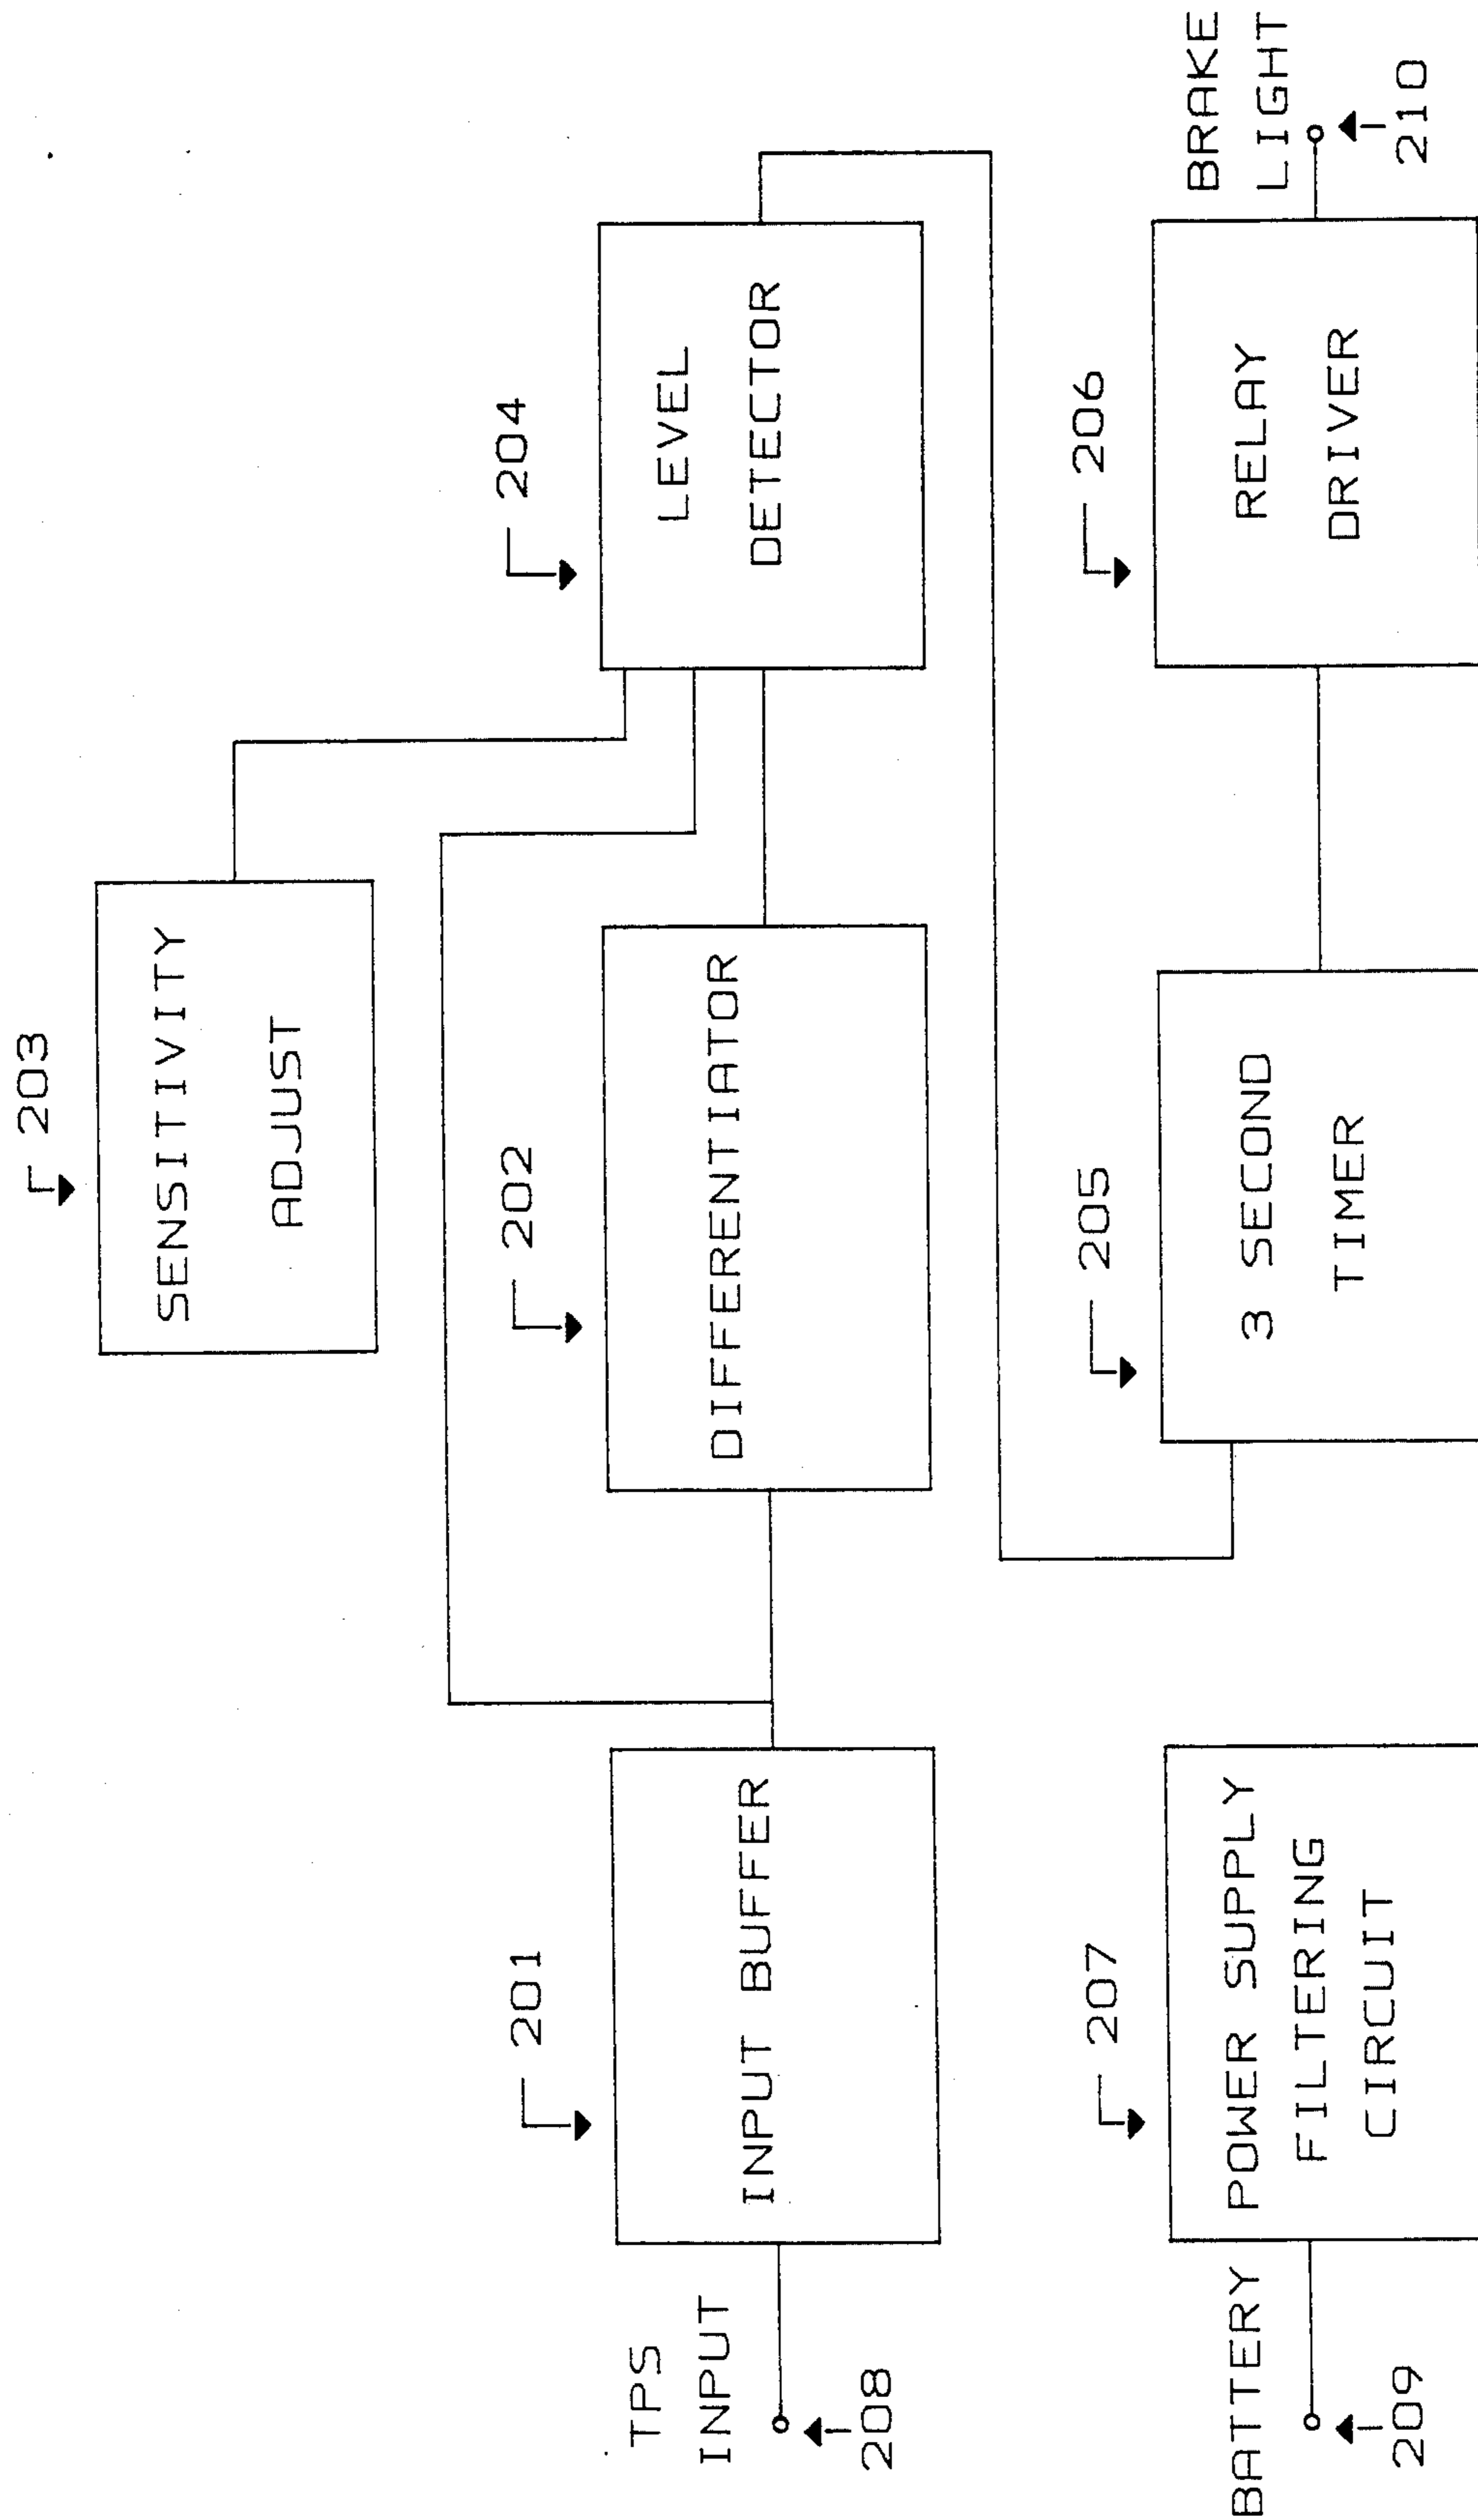 203
SENSITIVITY
ADJUST
201
202
204
TPS
INPUT
208
INPUT BUFFER
DIFFERENTIATOR
LEVEL
DETECTOR
207
205
206
BATTERY
209
POWER SUPPLY
FILTERING
CIRCUIT
3 SECOND
TIMER
RELAY
DRIVER
BRAKE
LIGHT
210